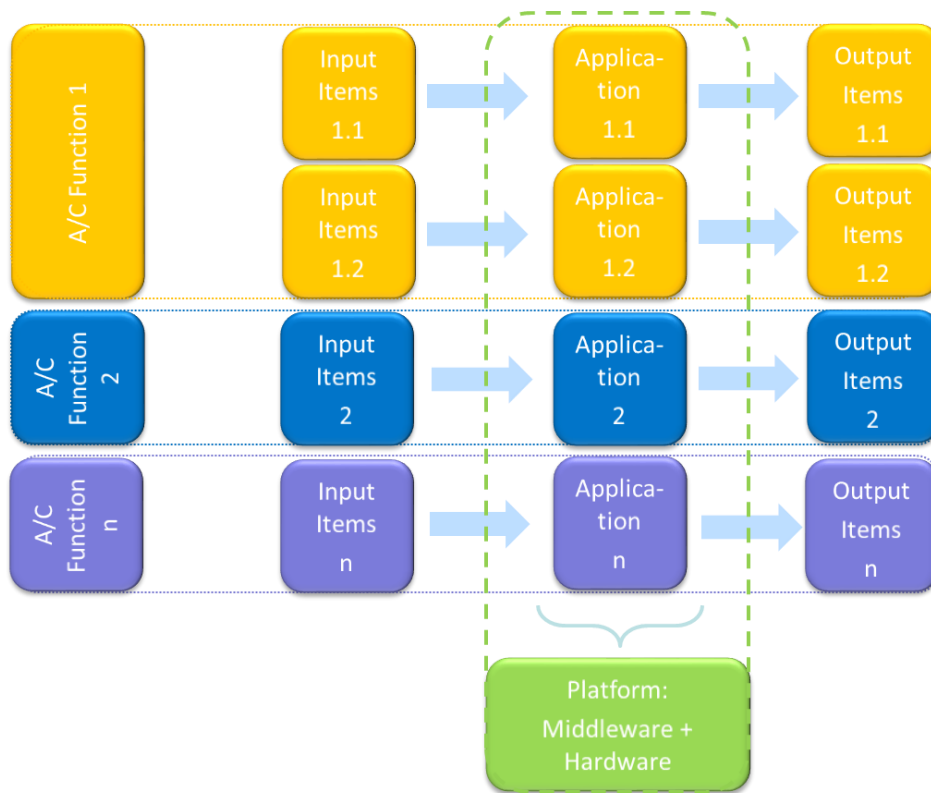 A/C Function 1
Input
Items
1.1
Applica-
tion
1.1
Output
Items
1.1
Input
Items
1.2
Applica-
tion
1.2
Output
Items
1.2
A/C
Function
2
Input
Items
2
Applica-
tion
2
Output
Items
2
A/C
Function
n
Input
Items
n
Applica-
tion
n
Output
Items
n
Platform:
Middleware +
Hardware